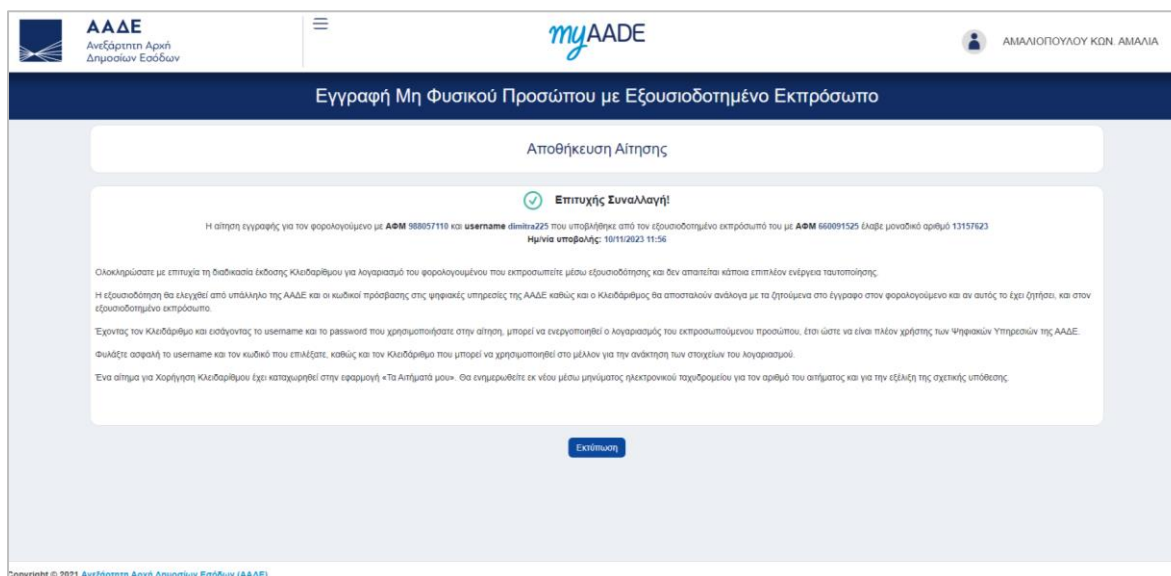 ΑΑΔΕ
Ανεξάρτητη Αρχή
Δημοσίων Εσόδων
myAADE
ΑΜΑΛΙΟΠΟΥΛΟΥ ΚΩΝ. ΑΜΑΛΙΑ
Εγγραφή Μη Φυσικού Προσώπου με Εξουσιοδοτημένο Εκπρόσωπο
Αποθήκευση Αίτησης
Επιτυχής Συναλλαγή!
Η αίτηση εγγραφής για τον φορολογούμενο με ΑΦΜ 988057110 και username dimitra225 που υποβλήθηκε από τον εξουσιοδοτημένο εκπρόσωπό του με ΑΦΜ 660091525 έλαβε μοναδικό αριθμό 13157623
Ημ/νία υποβολής: 10/11/2023 11:56
Ολοκληρώσατε με επιτυχία τη διαδικασία έκδοσης Κλειδαρίθμου για λογαριασμό του φορολογουμένου που εκπροσωπείτε μέσω εξουσιοδότησης και δεν απαιτείται κάποια επιπλέον ενέργεια ταυτοποίησης.
Η εξουσιοδότηση θα ελεγχθεί από υπάλληλο της ΑΑΔΕ και οι κωδικοί πρόσβασης στις ψηφιακές υπηρεσίες της ΑΑΔΕ καθώς και ο Κλειδάριθμος θα αποσταλούν ανάλογα με τα ζητούμενα στο έγγραφο στον φορολογούμενο και αν αυτός το έχει ζητήσει, και στον
εξουσιοδοτημένο εκπρόσωπο.
Έχοντας τον Κλειδάριθμο και εισάγοντας το username και το password που χρησιμοποιήσατε στην αίτηση, μπορεί να ενεργοποιηθεί ο λογαριασμός του εκπροσωπούμενου προσώπου, έτσι ώστε να είναι πλέον χρήστης των Ψηφιακών Υπηρεσιών της ΑΑΔΕ.
Φυλάξτε ασφαλή το username και τον κωδικό που επιλέξατε, καθώς και τον Κλειδάριθμο που μπορεί να χρησιμοποιηθεί στο μέλλον για την ανάκτηση των στοιχείων του λογαριασμού.
Ένα αίτημα για Χορήγηση Κλειδαρίθμου έχει καταχωρηθεί στην εφαρμογή «Τα Αιτήματά μου». Θα ενημερωθείτε εκ νέου μέσω μηνύματος ηλεκτρονικού ταχυδρομείου για τον αριθμό του αιτήματος και για την εξέλιξη της σχετικής υπόθεσης.
Εκτύπωση
Copyright © 2021 Ανεξάρτητη Αρχή Δημοσίων Εσόδων (ΑΑΔΕ)